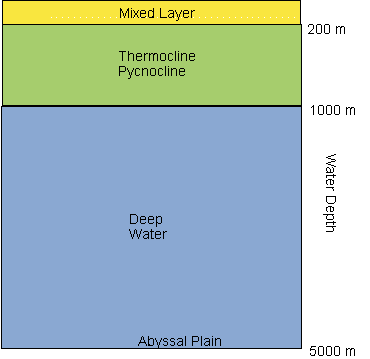 Mixed Layer
200 m
Thermocline
Pycnocline
1000 m
Water Depth
Deep
Water
Abyssal Plain
5000 m